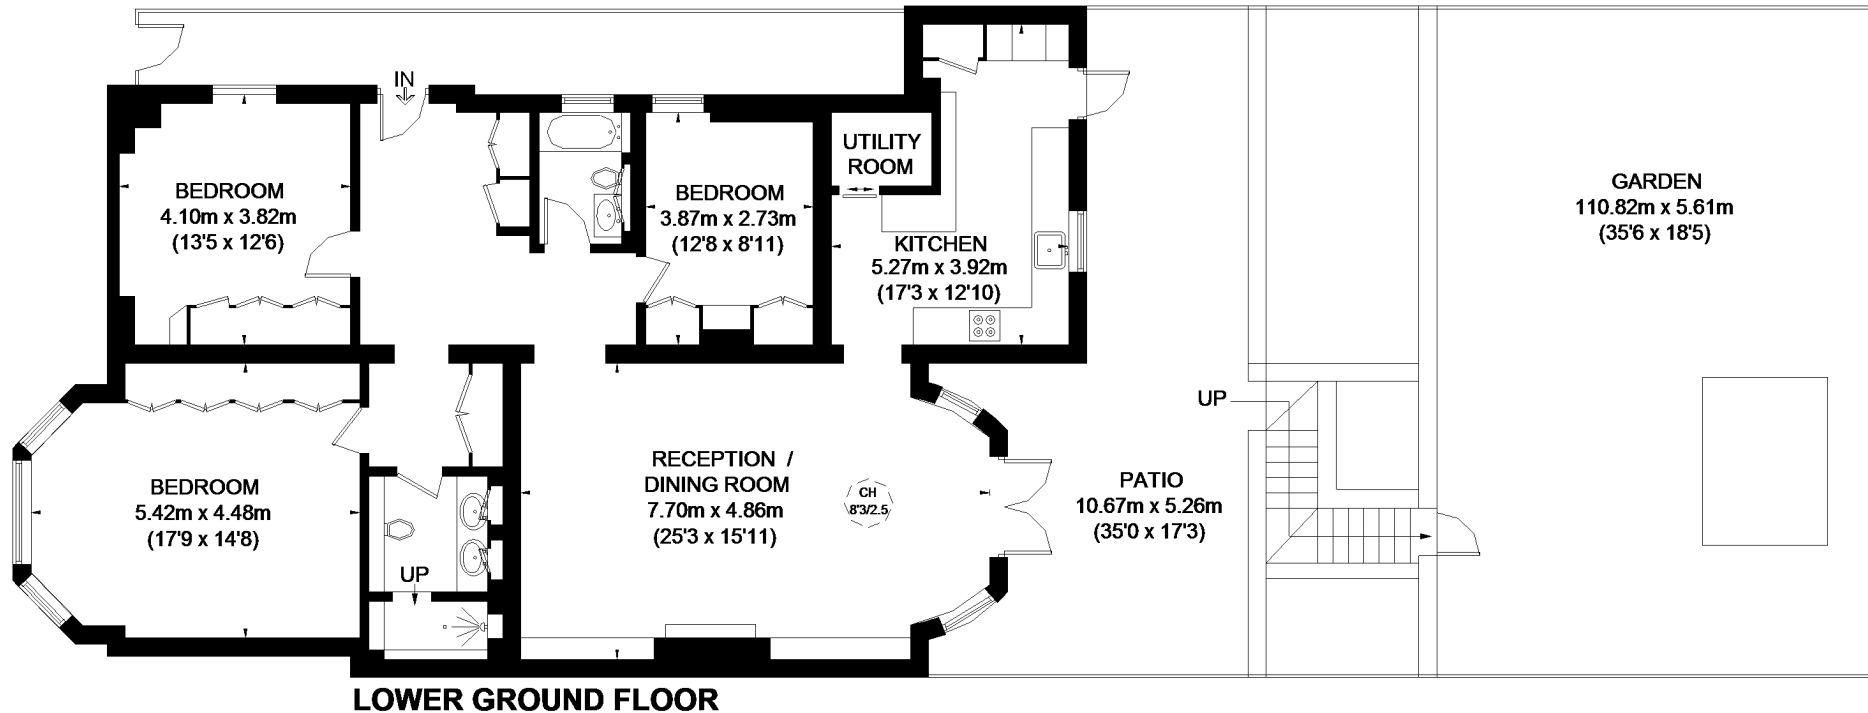 IN
BEDROOM
4.10m x 3.82m
(13'5 x 12'6)
BEDROOM
3.87m x 2.73m
(12'8 x 8'11)
UTILITY
ROOM
KITCHEN
5.27m x 3.92m
(17'3 x 12'10)
GARDEN
110.82m x 5.61m
(35'6 x 18'5)
BEDROOM
5.42m x 4.48m
(17'9 x 14'8)
UP
RECEPTION /
DINING ROOM
7.70m x 4.86m
(25'3 x 15'11)
CH
8'3/2.5
PATIO
10.67m x 5.26m
(35'0 x 17'3)
UP
LOWER GROUND FLOOR